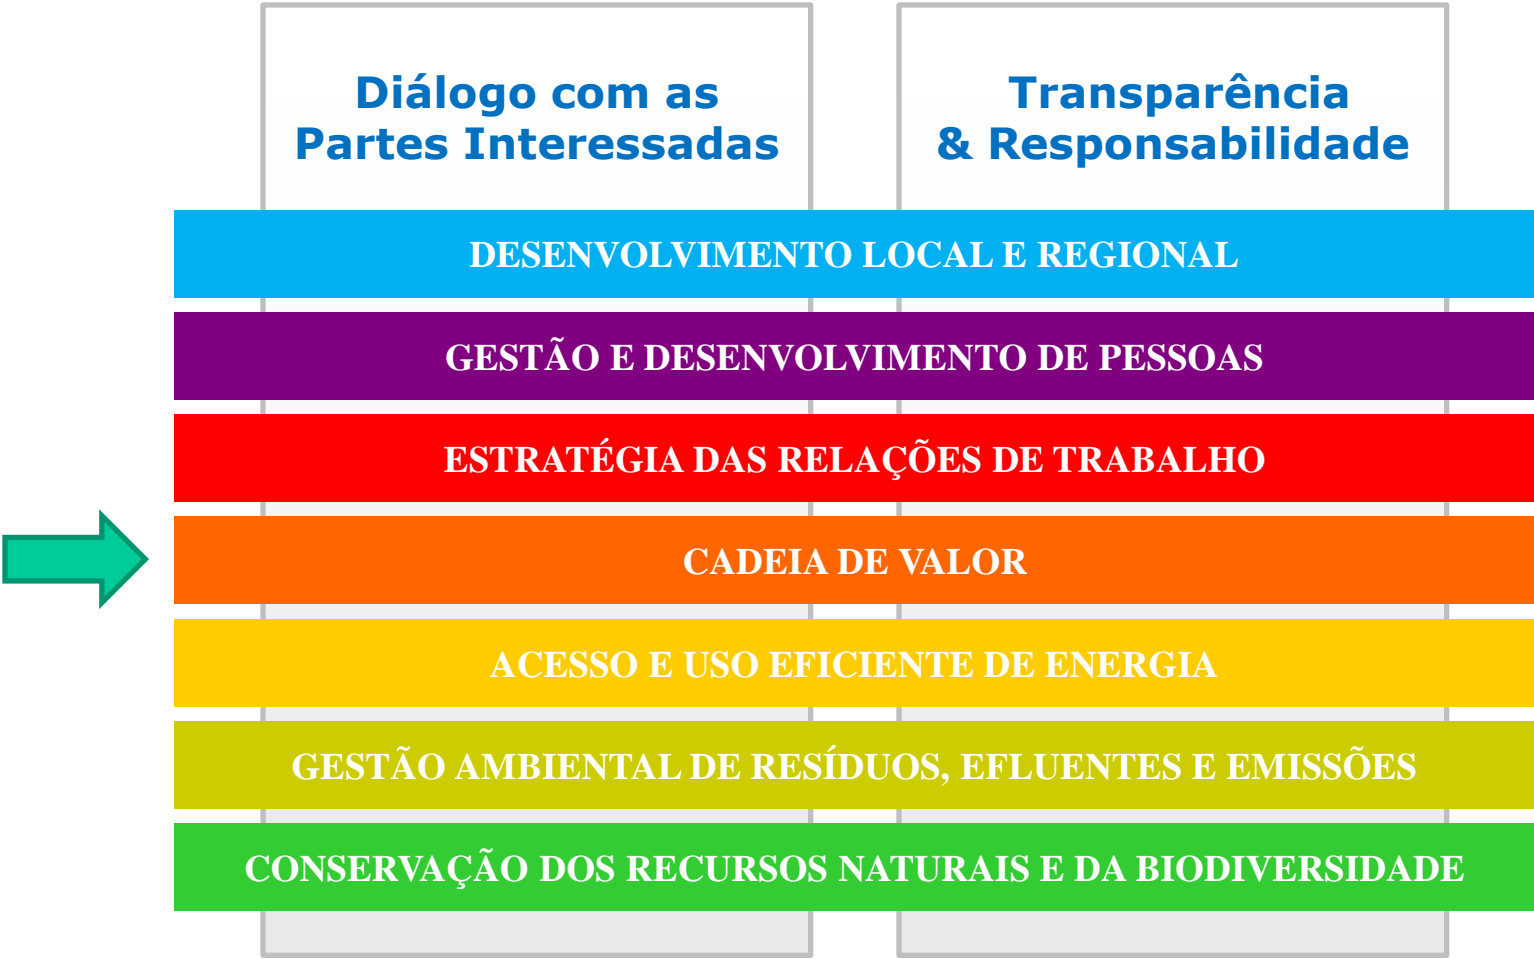 Diálogo com as
Partes Interessadas
Transparência
& Responsabilidade
DESENVOLVIMENTO LOCAL E REGIONAL
GESTÃO E DESENVOLVIMENTO DE PESSOAS
ESTRATÉGIA DAS RELAÇÕES DE TRABALHO
CADEIA DE VALOR
ACESSO E USO EFICIENTE DE ENERGIA
GESTÃO AMBIENTAL DE RESÍDUOS, EFLUENTES E EMISSÕES
CONSERVAÇÃO DOS RECURSOS NATURAIS E DA BIODIVERSIDADE